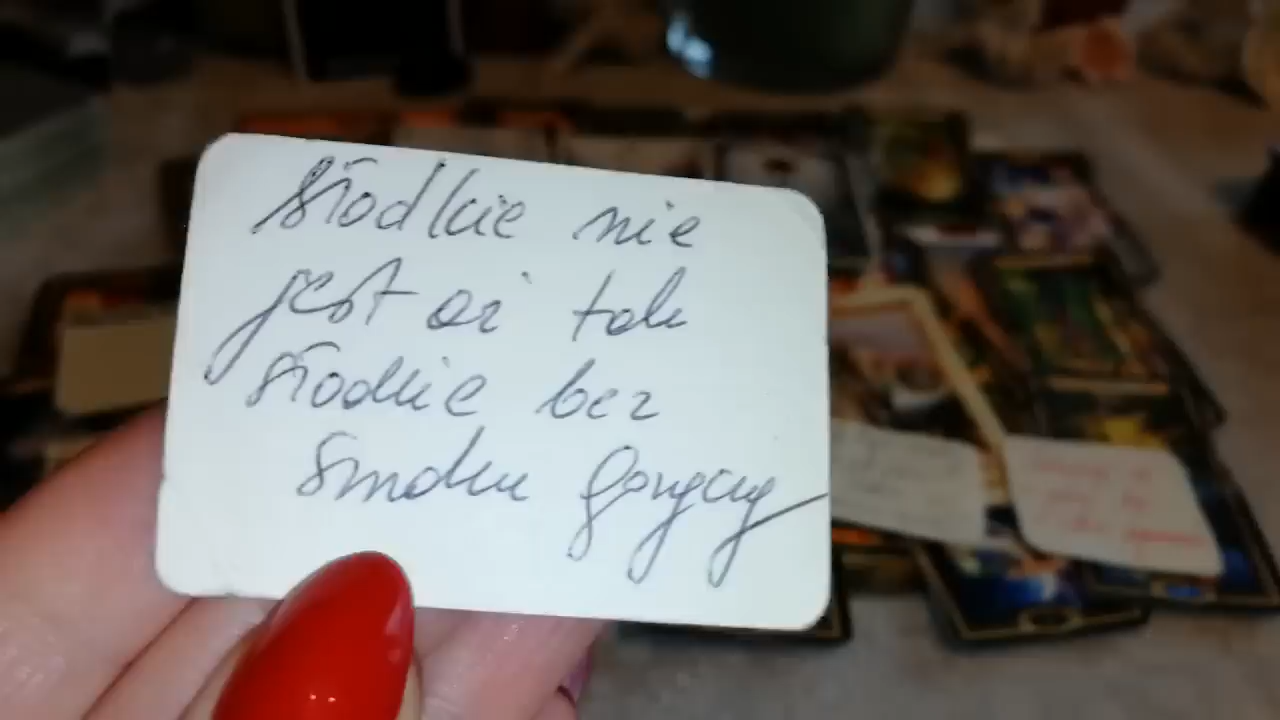 Słodkie nie
jest aż tak
słodkie bez
smaku goryczy